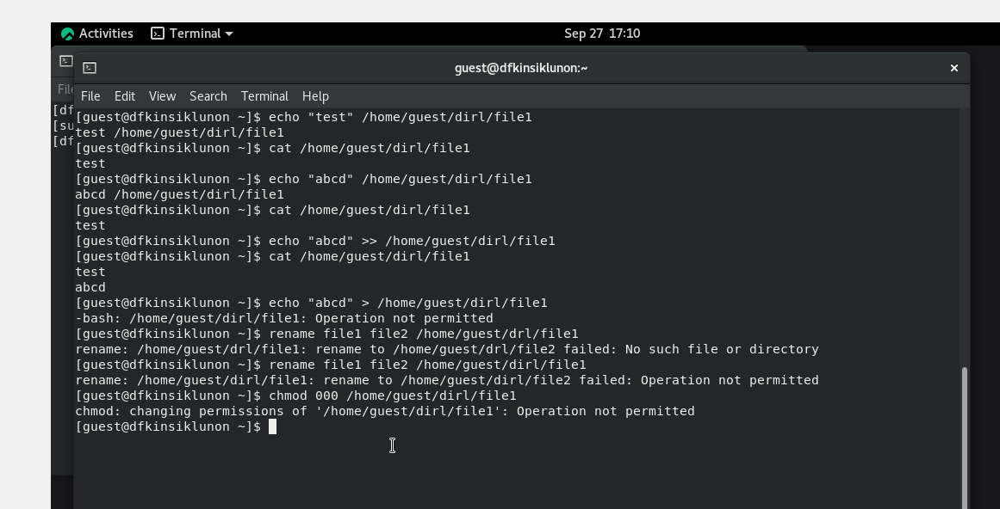 Activities Terminal Sep 27 17:10
guest@dfkinsiklunon:~ ×
File
File Edit View Search Terminal Help
[df
[su
[df
[guest@dfkinsiklunon ~]$ echo "test" /home/guest/dirl/file1
test /home/guest/dirl/file1
[guest@dfkinsiklunon ~]$ cat /home/guest/dirl/file1
test
[guest@dfkinsiklunon ~]$ echo "abcd" /home/guest/dirl/file1
abcd /home/guest/dirl/file1
[guest@dfkinsiklunon ~]$ cat /home/guest/dirl/file1
test
[guest@dfkinsiklunon ~]$ echo "abcd" >> /home/guest/dirl/file1
[guest@dfkinsiklunon ~]$ cat /home/guest/dirl/file1
test
abcd
[guest@dfkinsiklunon ~]$ echo "abcd" > /home/guest/dirl/file1
-bash: /home/guest/dirl/file1: Operation not permitted
[guest@dfkinsiklunon ~]$ rename file1 file2 /home/guest/drl/file1
rename: /home/guest/drl/file1: rename to /home/guest/drl/file2 failed: No such file or directory
[guest@dfkinsiklunon ~]$ rename file1 file2 /home/guest/dirl/file1
rename: /home/guest/dirl/file1: rename to /home/guest/dirl/file2 failed: Operation not permitted
[guest@dfkinsiklunon ~]$ chmod 000 /home/guest/dirl/file1
chmod: changing permissions of '/home/guest/dirl/file1': Operation not permitted
[guest@dfkinsiklunon ~]$